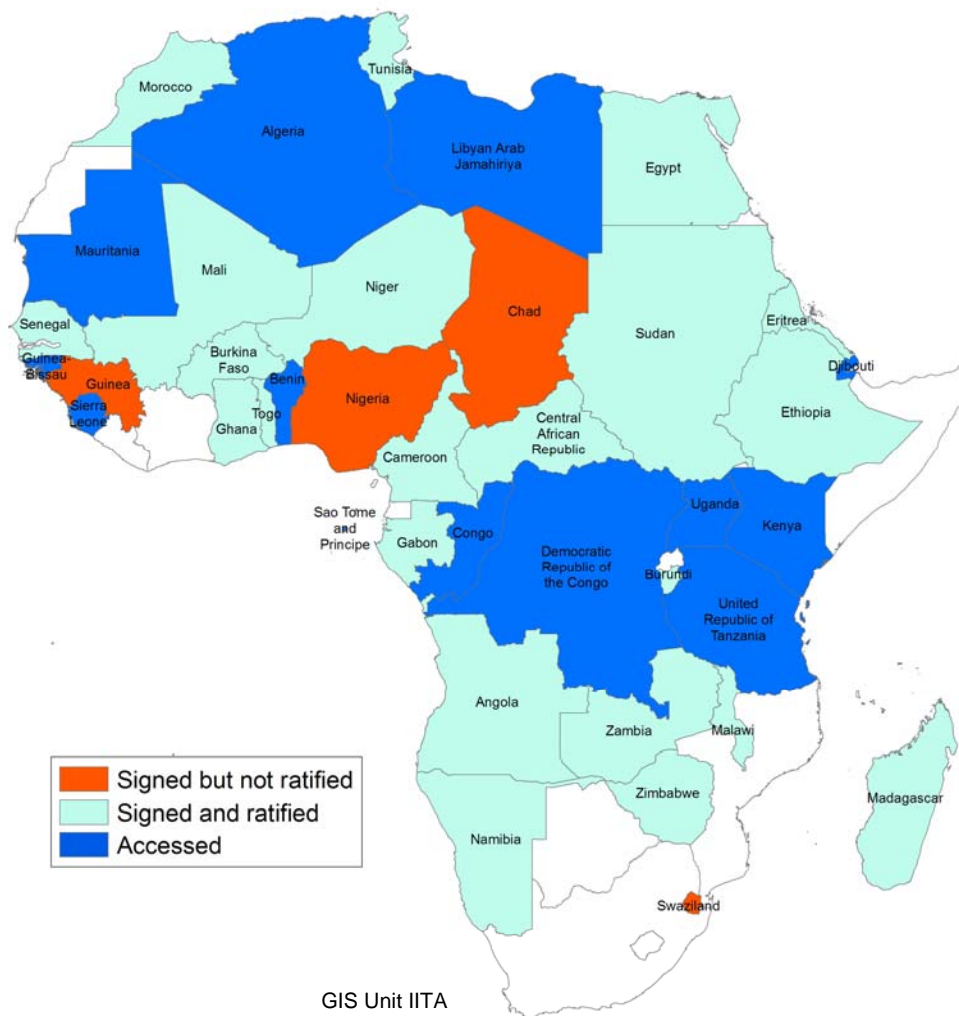 Tunisia
Morocco
Algeria
Libyan Arab
Jamahiriya
Egypt
Mauritania
Mali
Niger
Chad
Sudan
Eritrea
Senegal
Guinea-
Bissau
Guinea
Sierra
Leone
Burkina
Faso
Benin
Togo
Ghana
Nigeria
Djibouti
Ethiopia
Central
African
Republic
Cameroon
Sao Tome
and
Principe
Gabon
Congo
Democratic
Republic of
the Congo
Uganda
Kenya
Burundi
United
Republic of
Tanzania
Angola
Zambia
Malawi
Zimbabwe
Namibia
Madagascar
Swaziland
Signed but not ratified
Signed and ratified
Accessed
GIS Unit IITA